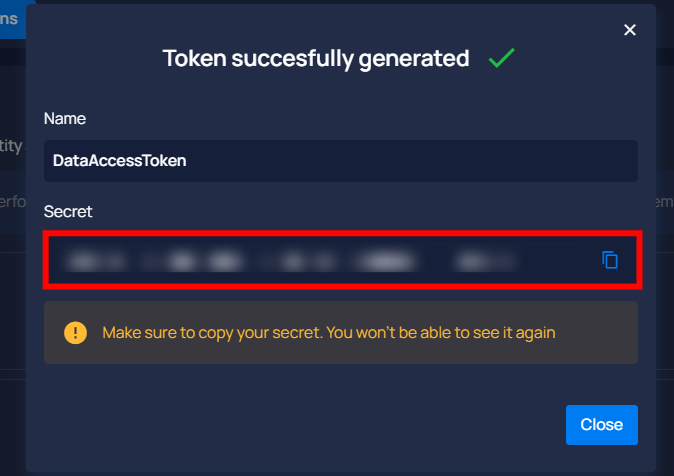 ns
Token succesfully generated
Name
tity
DataAccessToken
erfo
em
Secret
Make sure to copy your secret. You won't be able to see it again
Close